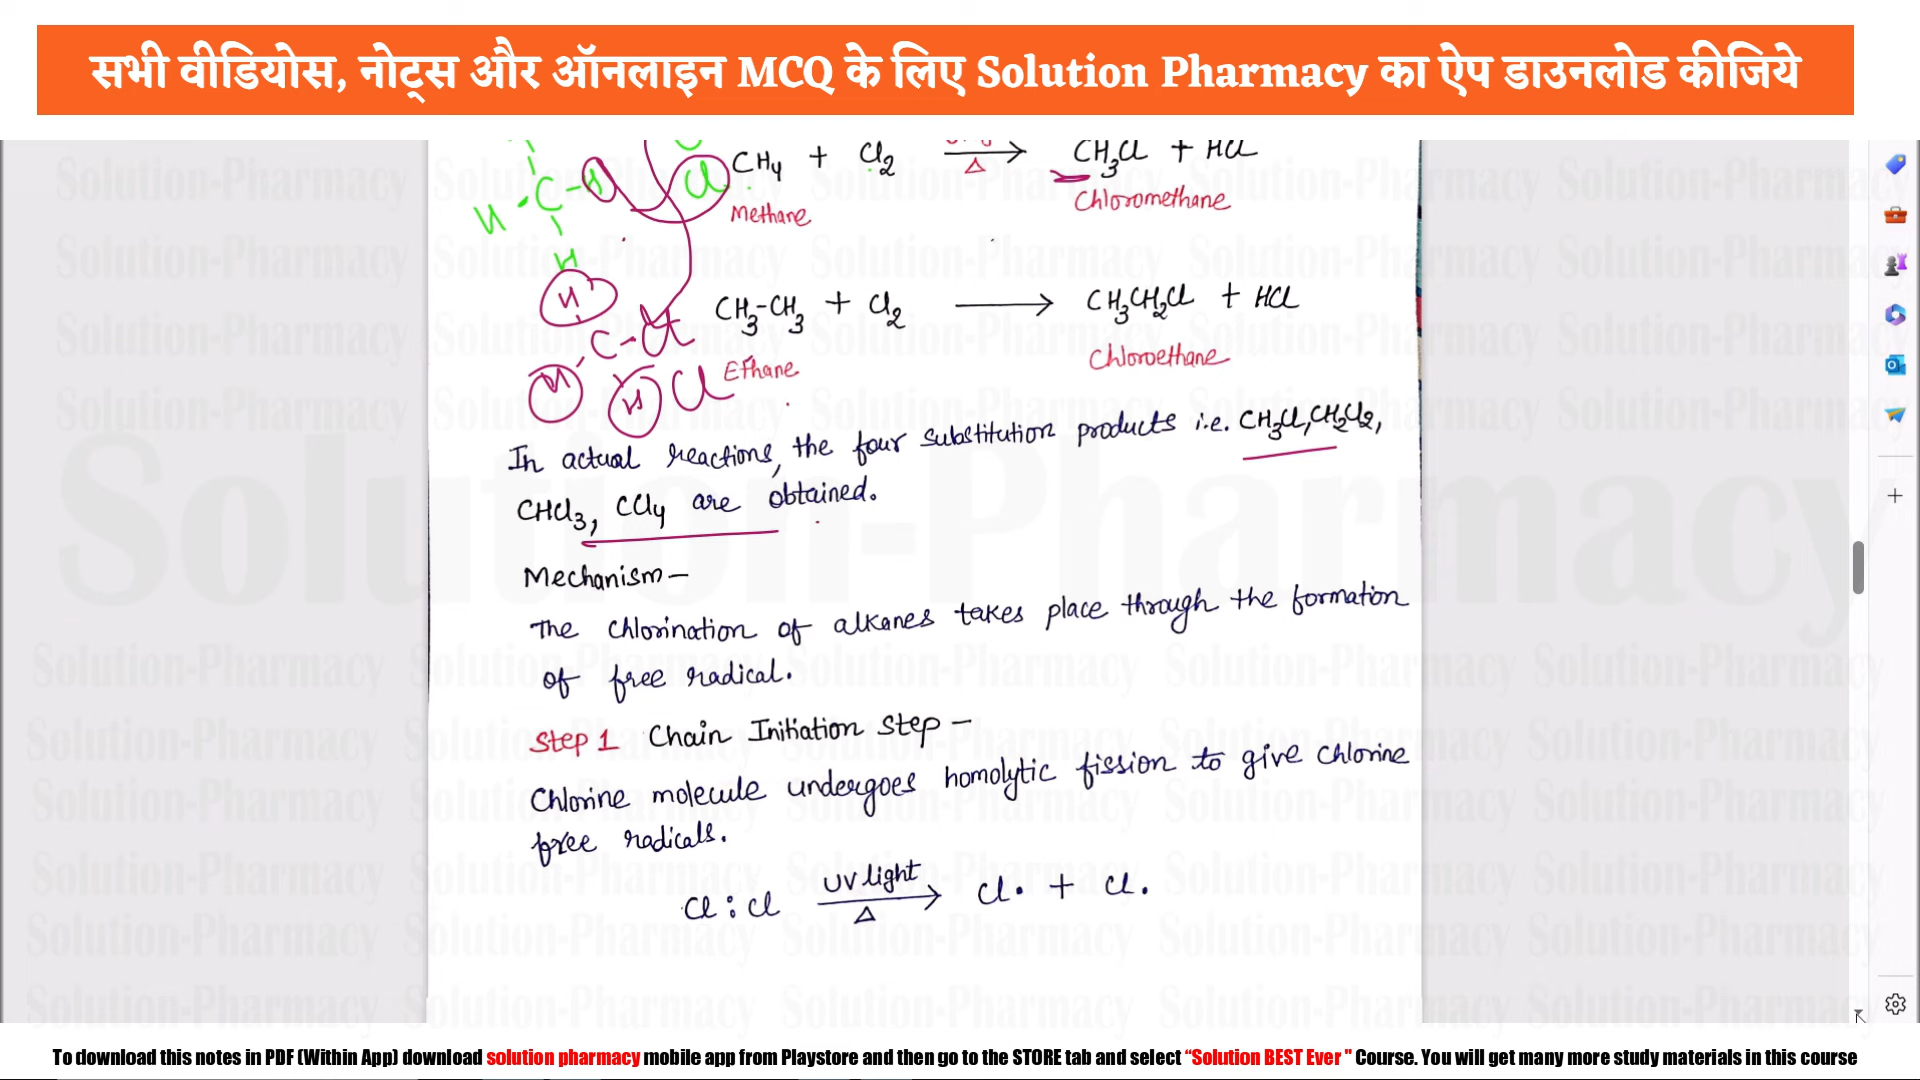 सभी वीडियोस, नोट्स और ऑनलाइन MCQ के लिए Solution Pharmacy का ऐप डाउनलोड कीजिये
CH4 + Cl2 → Δ CH3Cl + HCl
Methane Chloromethane
CH3-CH3 + Cl2 → CH3CH2Cl + HCl
Ethane Chloroethane
In actual reactions, the four substitution products i.e. CH3Cl, CH2Cl2,
CHCl3, CCl4 are obtained.
Mechanism –
The chlorination of alkanes takes place through the formation
of free radical.
Step 1 Chain Initiation Step –
Chlorine molecule undergoes homolytic fission to give chlorine
free radicals.
Cl : Cl UV light → Δ Cl• + Cl•
Solution-Pharmacy
To download this notes in PDF (Within App) download solution pharmacy mobile app from Playstore and then go to the STORE tab and select “Solution BEST Ever " Course. You will get many more study materials in this course